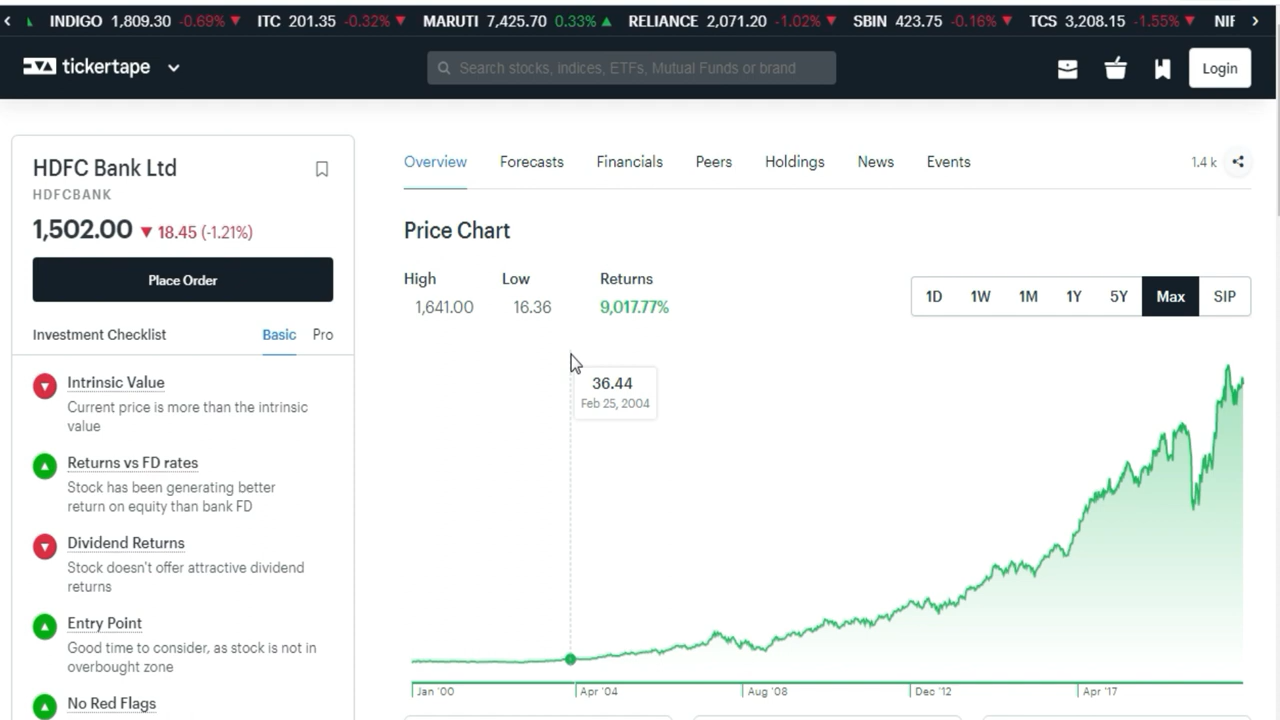 INDIGO 1,809.30 -0.69% ITC 201.35 -0.32% MARUTI 7,425.70 0.33% RELIANCE 2,071.20 -1.02% SBIN 423.75 -0.16% TCS 3,208.15 -1.55% NIF
tickertape
Search stocks, indices, ETFs, Mutual Funds or brand
Login
HDFC Bank Ltd
HDFCBANK
1,502.00 18.45 (-1.21%)
Place Order
Investment Checklist Basic Pro
Intrinsic Value
Current price is more than the intrinsic
value
Returns vs FD rates
Stock has been generating better
return on equity than bank FD
Dividend Returns
Stock doesn't offer attractive dividend
returns
Entry Point
Good time to consider, as stock is not in
overbought zone
No Red Flags
Overview Forecasts Financials Peers Holdings News Events 1.4 k
Price Chart
High Low Returns
1,641.00 16.36 9,017.77%
1D 1W 1M 1Y 5Y Max SIP
36.44
Feb 25, 2004
Jan '00 Apr '04 Aug '08 Dec '12 Apr '17